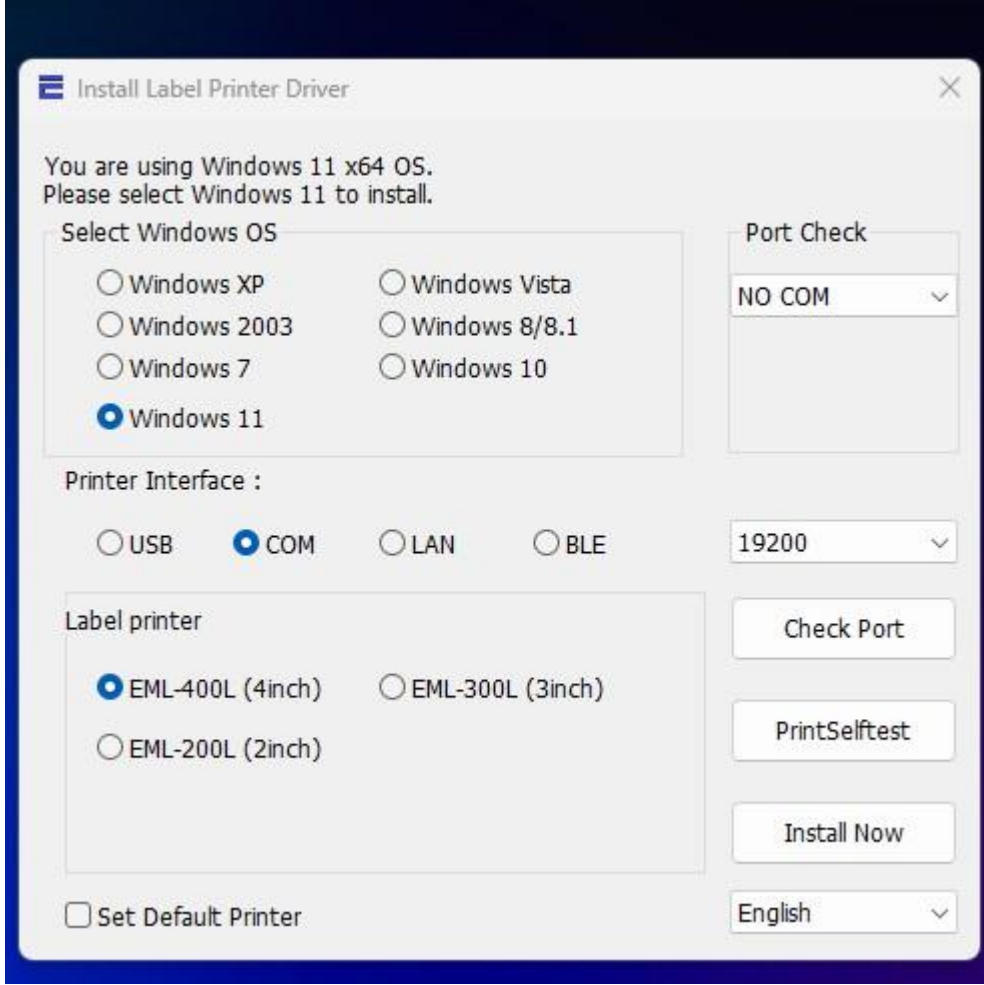 Install Label Printer Driver
You are using Windows 11 x64 OS.
Please select Windows 11 to install.
Select Windows OS
Port Check
Windows XP
Windows Vista
NO COM
Windows 2003
Windows 8/8.1
Windows 7
Windows 10
Windows 11
Printer Interface :
USB
COM
LAN
BLE
19200
Label printer
Check Port
EML-400L (4inch)
EML-300L (3inch)
PrintSelftest
EML-200L (2inch)
Install Now
Set Default Printer
English